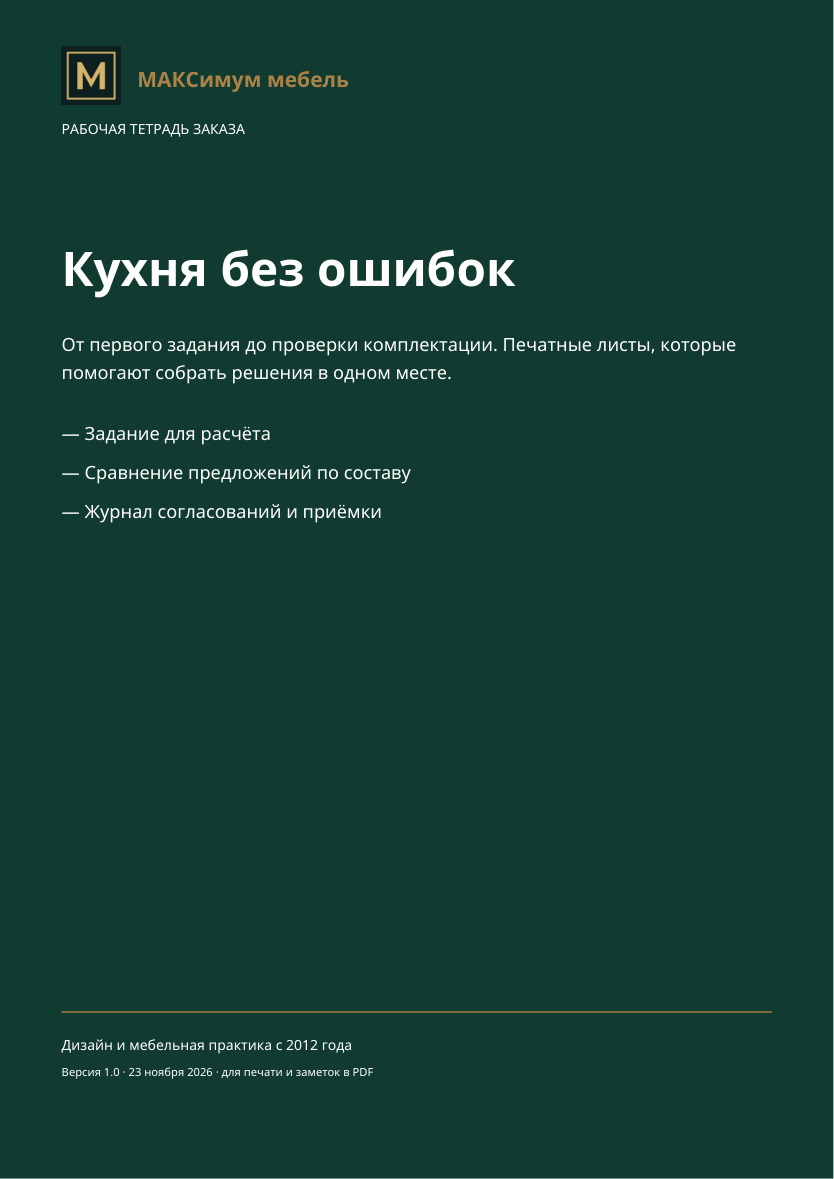 M
МАКСимум мебель
РАБОЧАЯ ТЕТРАДЬ ЗАКАЗА
Кухня без ошибок
От первого задания до проверки комплектации. Печатные листы, которые
помогают собрать решения в одном месте.
— Задание для расчёта
— Сравнение предложений по составу
— Журнал согласований и приёмки
Дизайн и мебельная практика с 2012 года
Версия 1.0 · 23 ноября 2026 · для печати и заметок в PDF